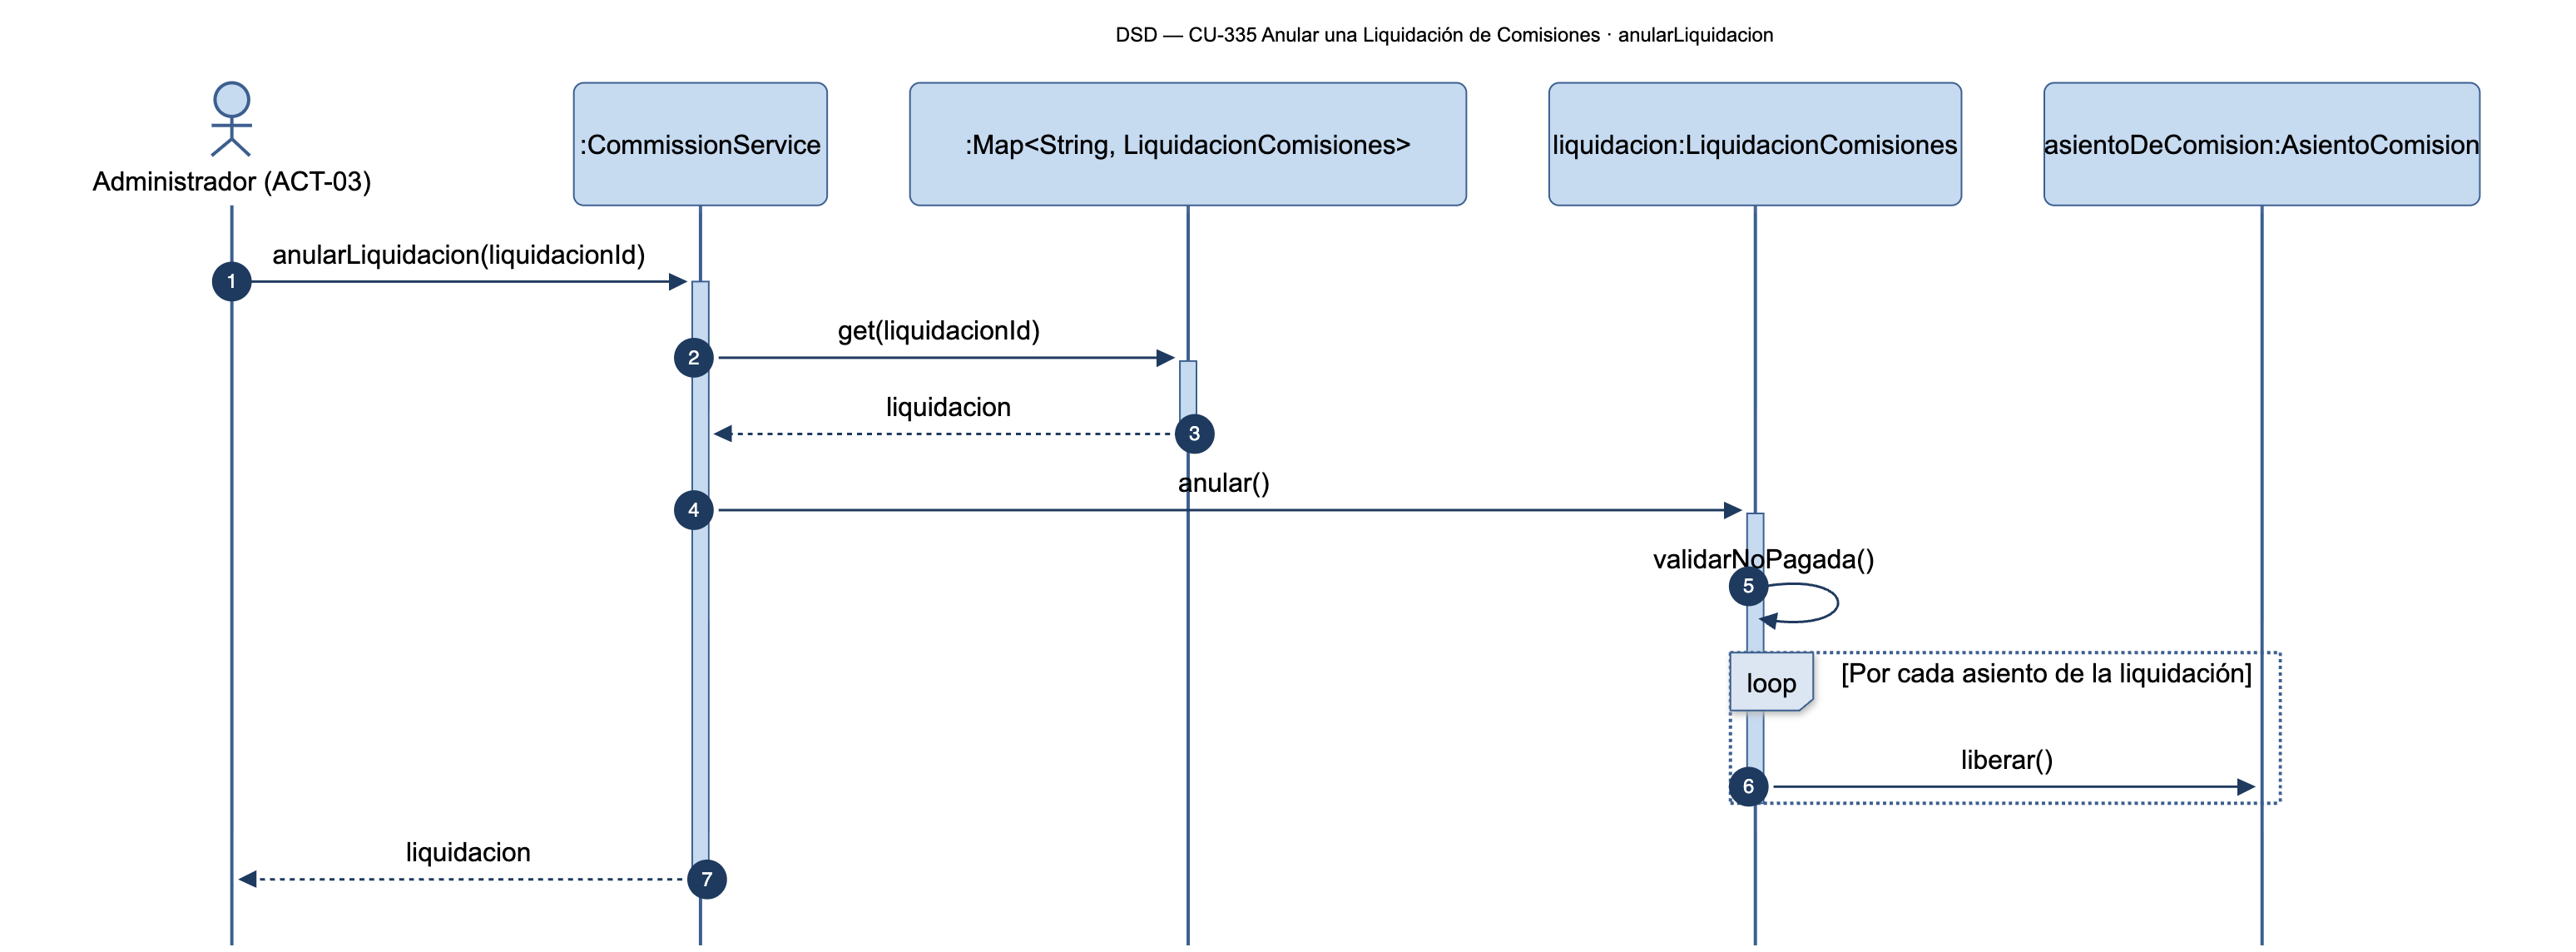 DSD — CU-335 Anular una Liquidación de Comisiones · anularLiquidacion
Administrador (ACT-03)
:CommissionService
:Map<String, LiquidacionComisiones>
liquidacion:LiquidacionComisiones
asientoDeComision:AsientoComision
1
anularLiquidacion(liquidacionId)
2
get(liquidacionId)
liquidacion
3
4
anular()
validarNoPagada()
5
loop
[Por cada asiento de la liquidación]
liberar()
6
liquidacion
7